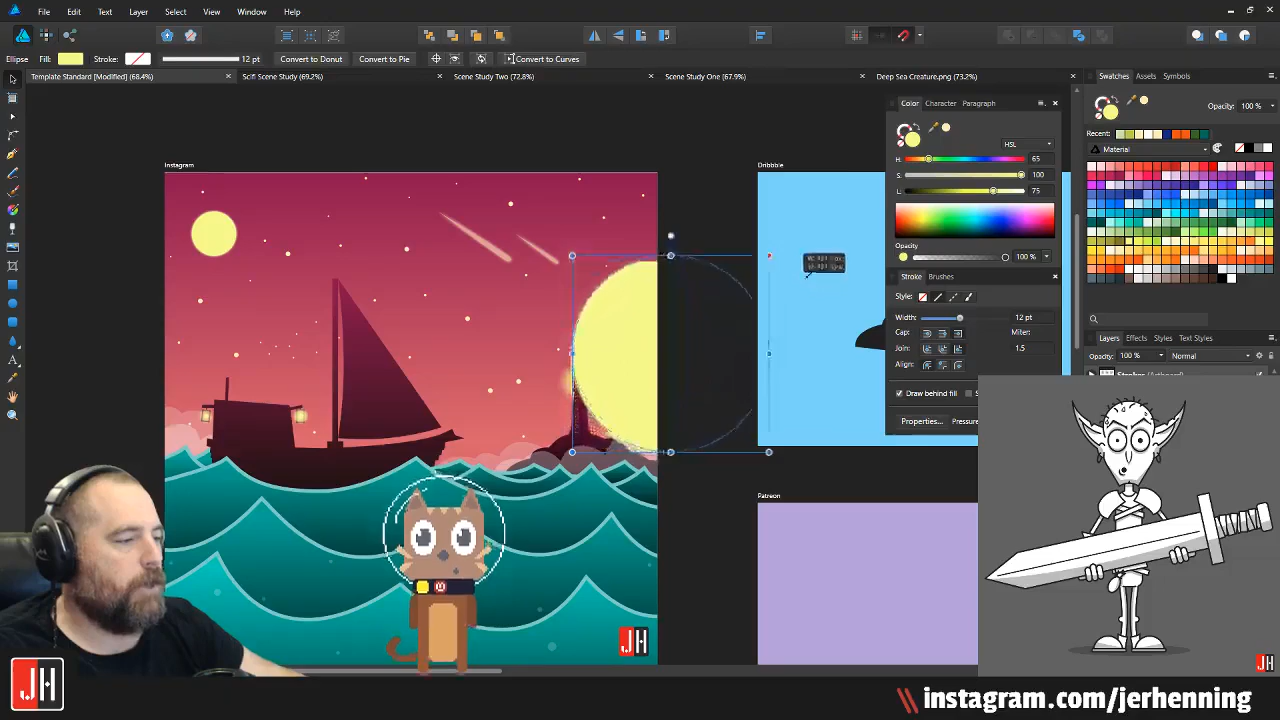 File Edit Text Layer Select View Window Help
Ellipse Fill: Stroke: 12 pt Convert to Donut Convert to Pie Convert to Curves
Template Standard [Modified] (68.4%) Scifi Scene Study (69.2%) Scene Study Two (72.8%) Scene Study One (67.9%) Deep Sea Creature.png (73.2%)
Swatches Assets Symbols
Opacity: 100 %
Recent:
Material
Color Character Paragraph
HSL
H: 65
S: 100
L: 75
Opacity
100 %
Stroke Brushes
Style:
Width: 12 pt
Cap: Miter:
Join: 1.5
Align:
Draw behind fill
Properties... Pressure
Layers Effects Styles Text Styles
Opacity: 100 % Normal
Instagram
Dribbble
Patreon
JH
JH
JH
\\ instagram.com/jerhenning